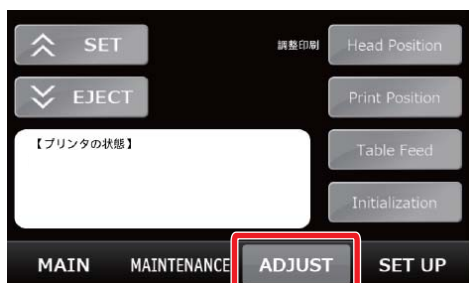 SET
調整印刷
Head Position
EJECT
Print Position
【プリンタの状態】
Table Feed
Initialization
MAIN
MAINTENANCE
ADJUST
SET UP